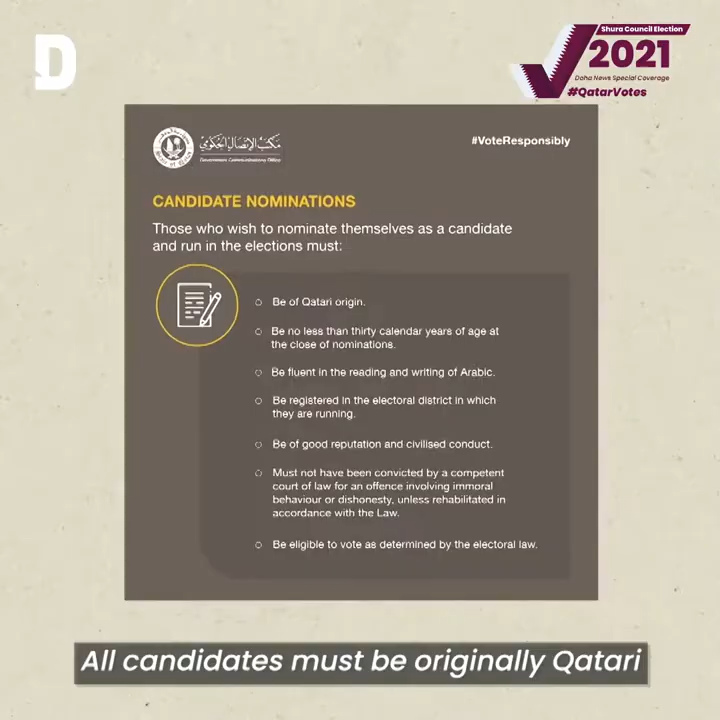 D
Shura Council Election
2021
Doha News Special Coverage
#QatarVotes
مكتب الإتصال الحكومي
Government Communications Office
#VoteResponsibly
CANDIDATE NOMINATIONS
Those who wish to nominate themselves as a candidate
and run in the elections must:
Be of Qatari origin.
Be no less than thirty calendar years of age at
the close of nominations.
Be fluent in the reading and writing of Arabic.
Be registered in the electoral district in which
they are running.
Be of good reputation and civilised conduct.
Must not have been convicted by a competent
court of law for an offence involving immoral
behaviour or dishonesty, unless rehabilitated in
accordance with the Law.
Be eligible to vote as determined by the electoral law.
All candidates must be originally Qatari